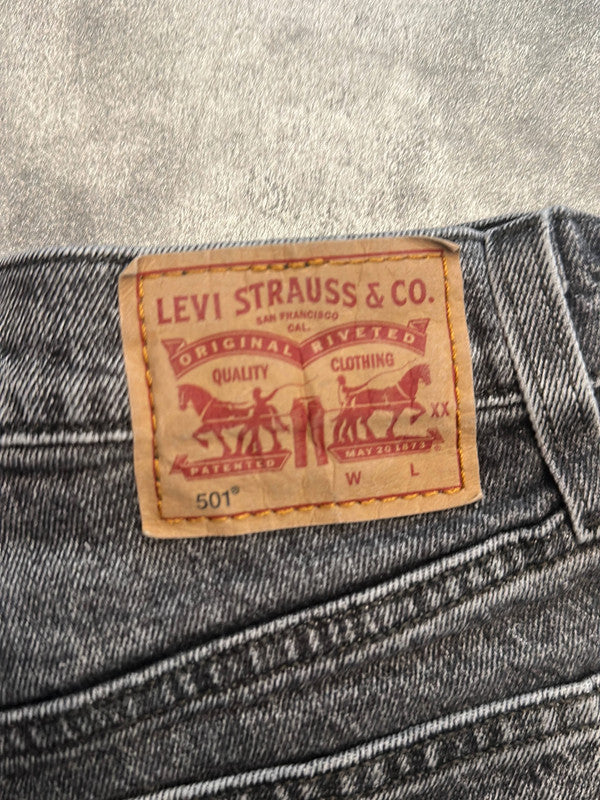 LEVI STRAUSS & CO.
SAN FRANCISCO
CAL.
ORIGINAL RIVETED
QUALITY CLOTHING
XX
PATENTED MAY 20 1873
W L
501®